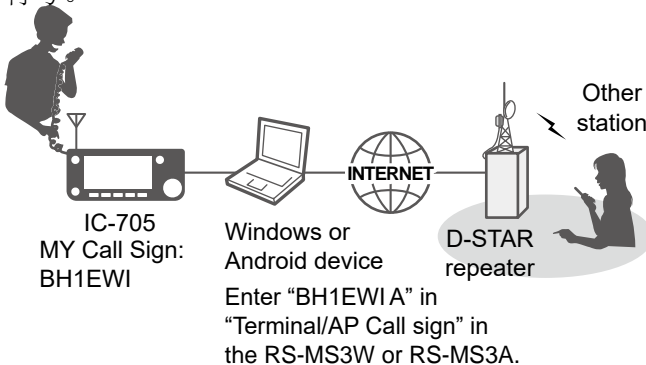 Other
station
INTERNET
IC-705
MY Call Sign:
BH1EWI
Windows or
Android device
Enter “BH1EWI A” in
“Terminal/AP Call sign” in
the RS-MS3W or RS-MS3A.
D-STAR
repeater